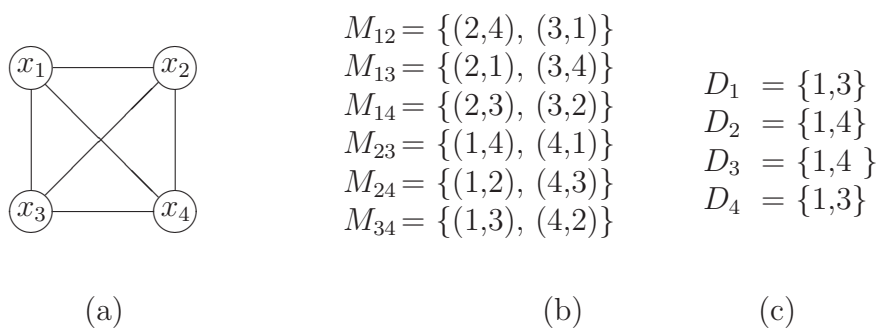 x1 x2
x3 x4
(a)
M12 = {(2,4), (3,1)}
M13 = {(2,1), (3,4)}
M14 = {(2,3), (3,2)}
M23 = {(1,4), (4,1)}
M24 = {(1,2), (4,3)}
M34 = {(1,3), (4,2)}
(b)
D1 = {1,3}
D2 = {1,4}
D3 = {1,4 }
D4 = {1,3}
(c)